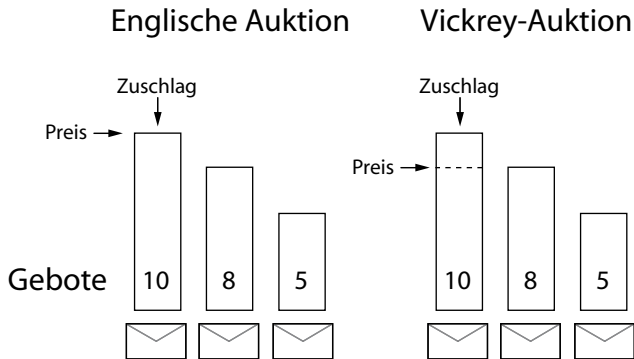 Englische Auktion
Vickrey-Auktion
Zuschlag
Zuschlag
Preis
Preis
Gebote
10
8
5
10
8
5